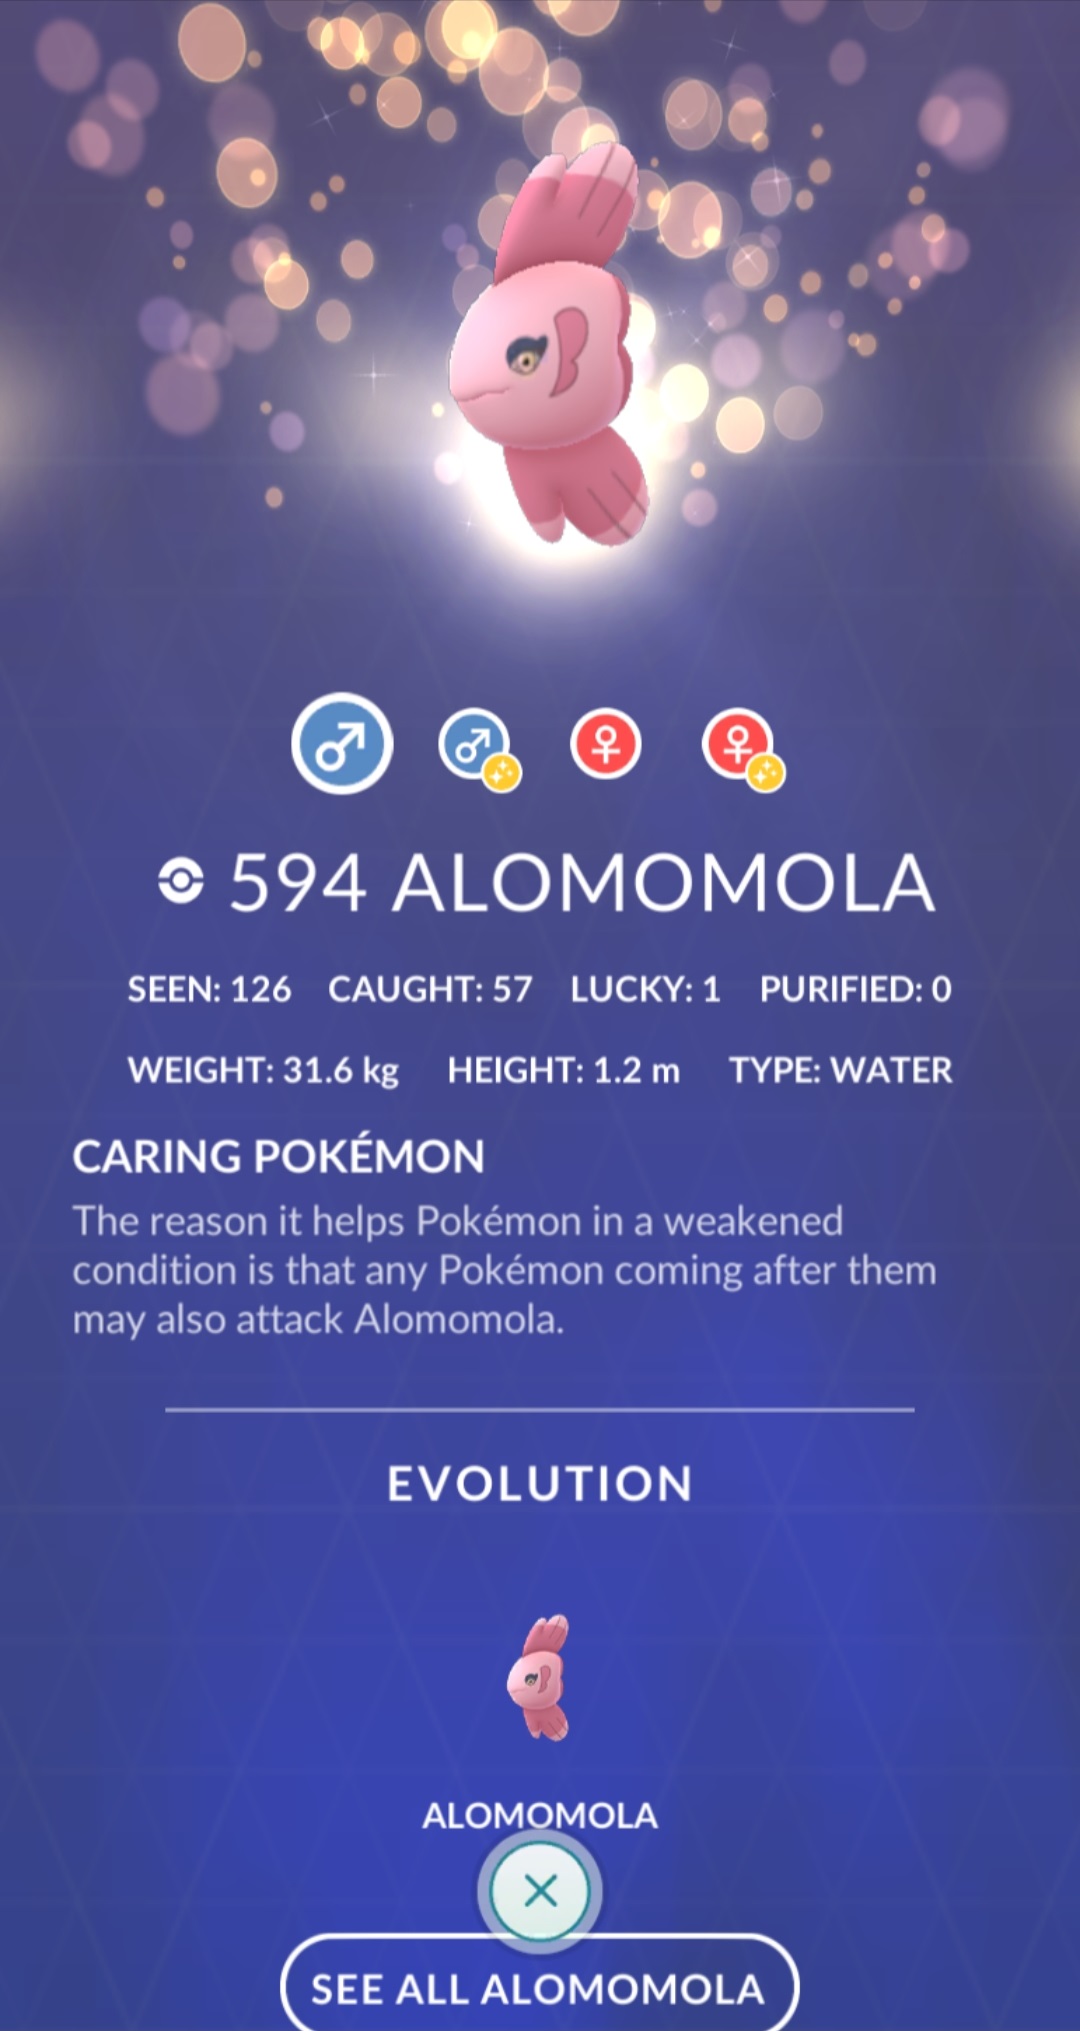 594 ALOMOMOLA
SEEN: 126 CAUGHT: 57 LUCKY: 1 PURIFIED: 0
WEIGHT: 31.6 kg HEIGHT: 1.2 m TYPE: WATER
CARING POKÉMON
The reason it helps Pokémon in a weakened
condition is that any Pokémon coming after them
may also attack Alomomola.
EVOLUTION
ALOMOMOLA
SEE ALL ALOMOMOLA